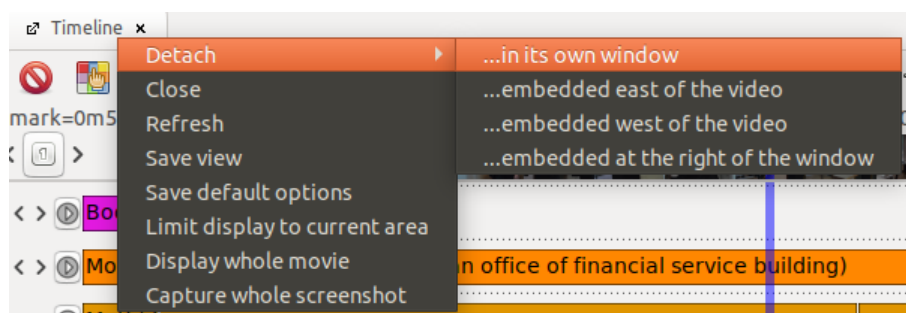 Timeline
Detach ...in its own window
Close ...embedded east of the video
mark=0m5
Refresh ...embedded west of the video
Save view ...embedded at the right of the window
Save default options
Limit display to current area
Display whole movie
n office of financial service building)
Capture whole screenshot